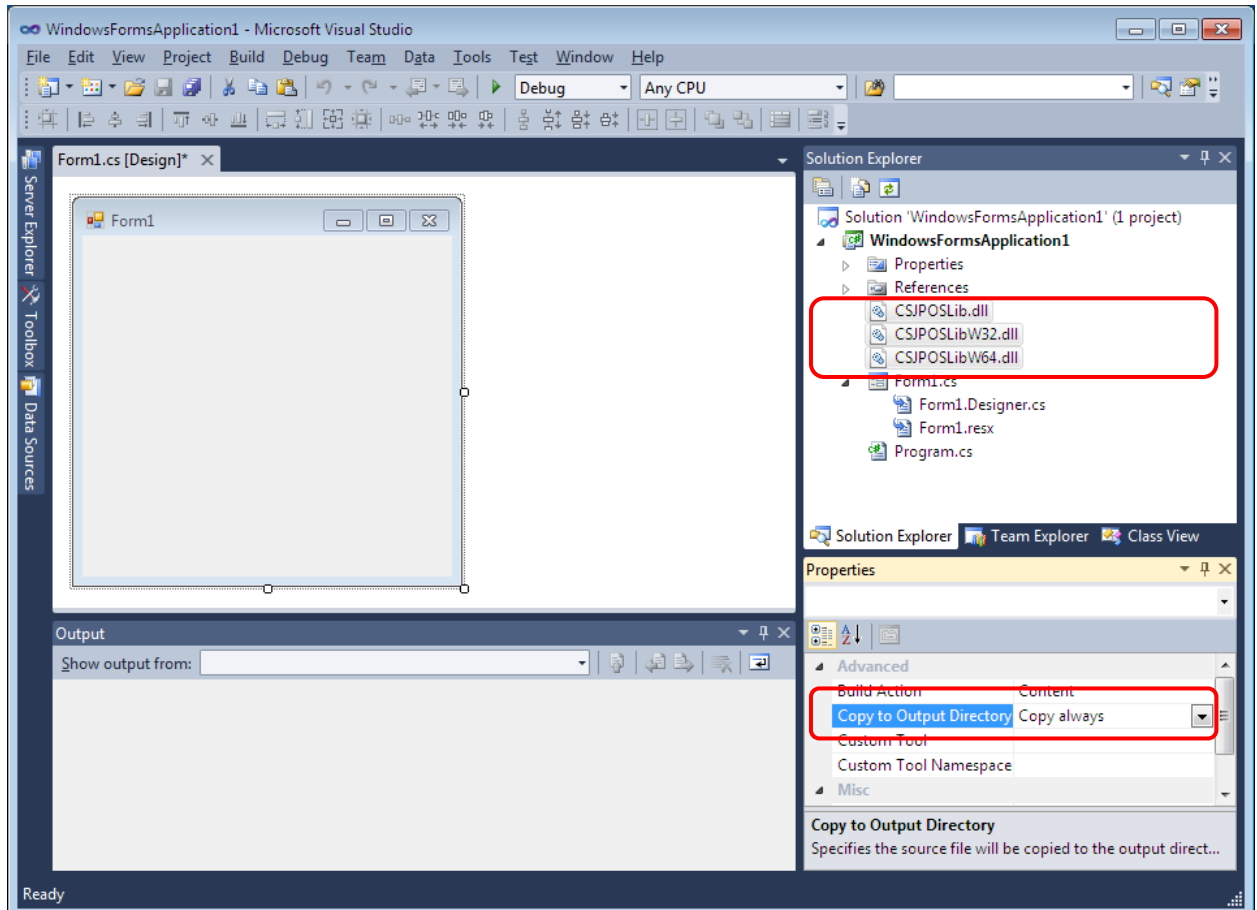 WindowsFormsApplication1 - Microsoft Visual Studio
File Edit View Project Build Debug Team Data Tools Test Window Help
Debug Any CPU
Server Explorer
Toolbox
Data Sources
Form1.cs [Design]*
Form1
Output
Show output from:
Solution Explorer
Solution 'WindowsFormsApplication1' (1 project)
WindowsFormsApplication1
Properties
References
CSJPOSLib.dll
CSJPOSLibW32.dll
CSJPOSLibW64.dll
Form1.cs
Form1.Designer.cs
Form1.resx
Program.cs
Solution Explorer Team Explorer Class View
Properties
Advanced
Build Action Content
Copy to Output Directory Copy always
Custom Tool
Custom Tool Namespace
Misc
Copy to Output Directory
Specifies the source file will be copied to the output direct...
Ready